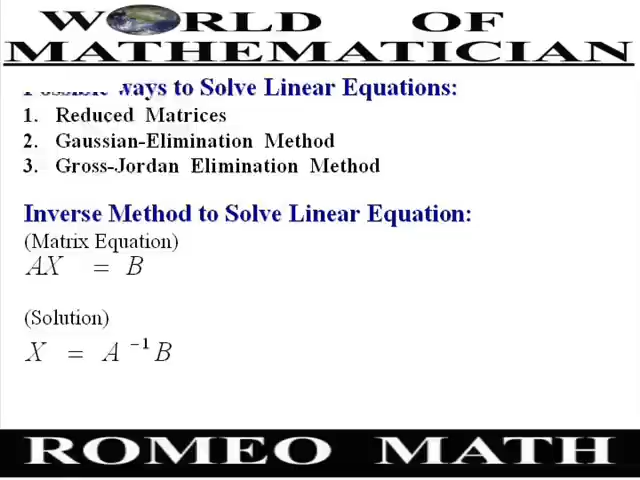 WORLD OF
MATHEMATICIAN
Possible ways to Solve Linear Equations:
1. Reduced Matrices
2. Gaussian-Elimination Method
3. Gross-Jordan Elimination Method
Inverse Method to Solve Linear Equation:
(Matrix Equation)
AX = B
(Solution)
X = A⁻¹B
ROMEO MATH